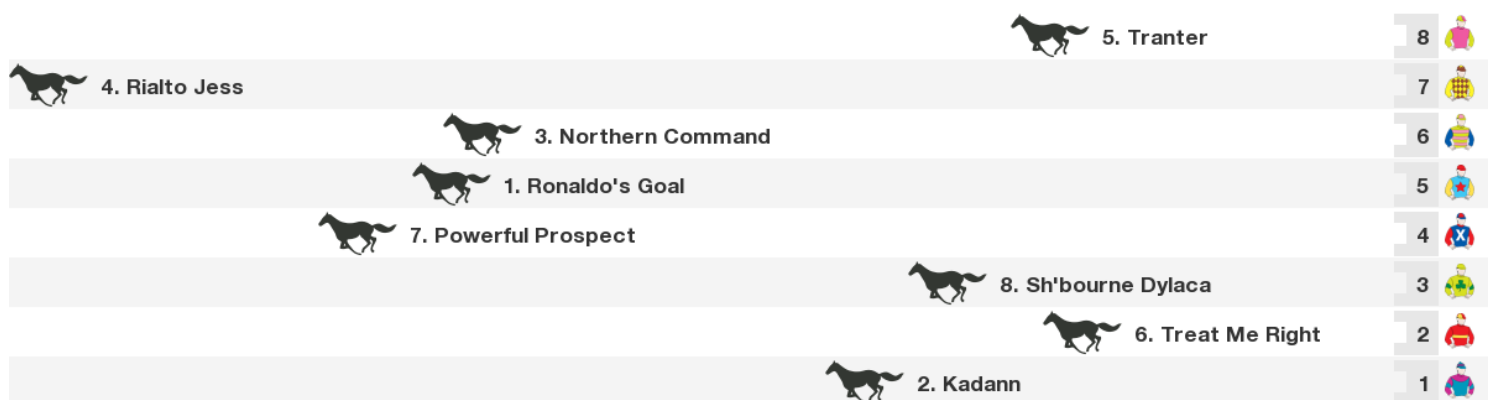 5. Tranter 8
4. Rialto Jess 7
3. Northern Command 6
1. Ronaldo's Goal 5
7. Powerful Prospect 4
X
8. Sh'bourne Dylaca 3
6. Treat Me Right 2
2. Kadann 1